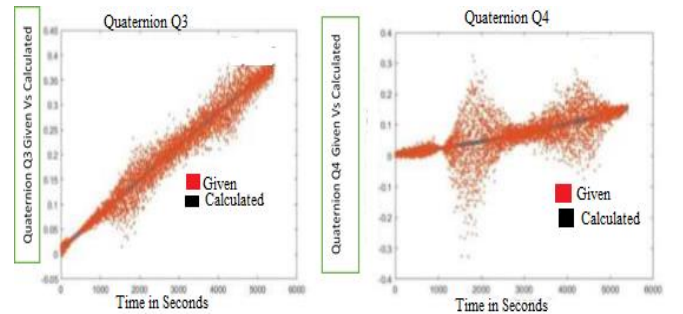 Quaternion Q3
Quaternion Q3 Given Vs Calculated
0.45
0.4
0.35
0.3
0.25
0.2
0.15
0.1
0.05
0
-0.05
0 1000 2000 3000 4000 5000 6000
Given
Calculated
Time in Seconds
Quaternion Q4
Quaternion Q4 Given Vs Calculated
0.4
0.3
0.2
0.1
0
-0.1
-0.2
-0.3
-0.4
0 1000 2000 3000 4000 5000 6000
Given
Calculated
Time in Seconds